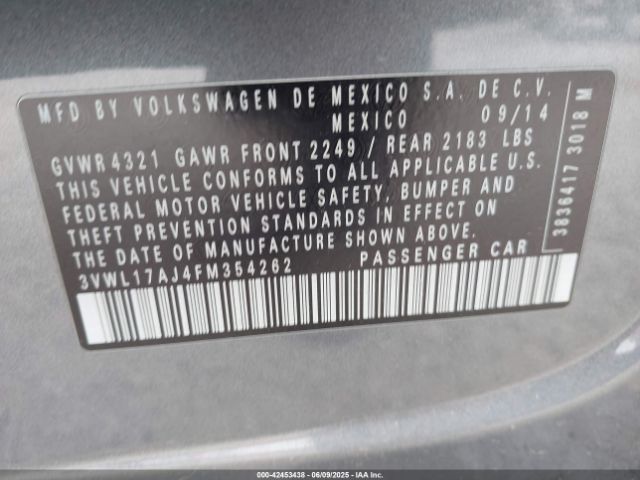 MFD BY VOLKSWAGEN DE MEXICO S.A. DE C.V.
MEXICO 09/14
GVWR 4321 GAWR FRONT 2249 / REAR 2183 LBS
THIS VEHICLE CONFORMS TO ALL APPLICABLE U.S.
FEDERAL MOTOR VEHICLE SAFETY, BUMPER AND
THEFT PREVENTION STANDARDS IN EFFECT ON
THE DATE OF MANUFACTURE SHOWN ABOVE.
3VWL17AJ4FM354262 PASSENGER CAR
3836417 3018 M
000-42453438 - 06/09/2025 - IAA, LLC.